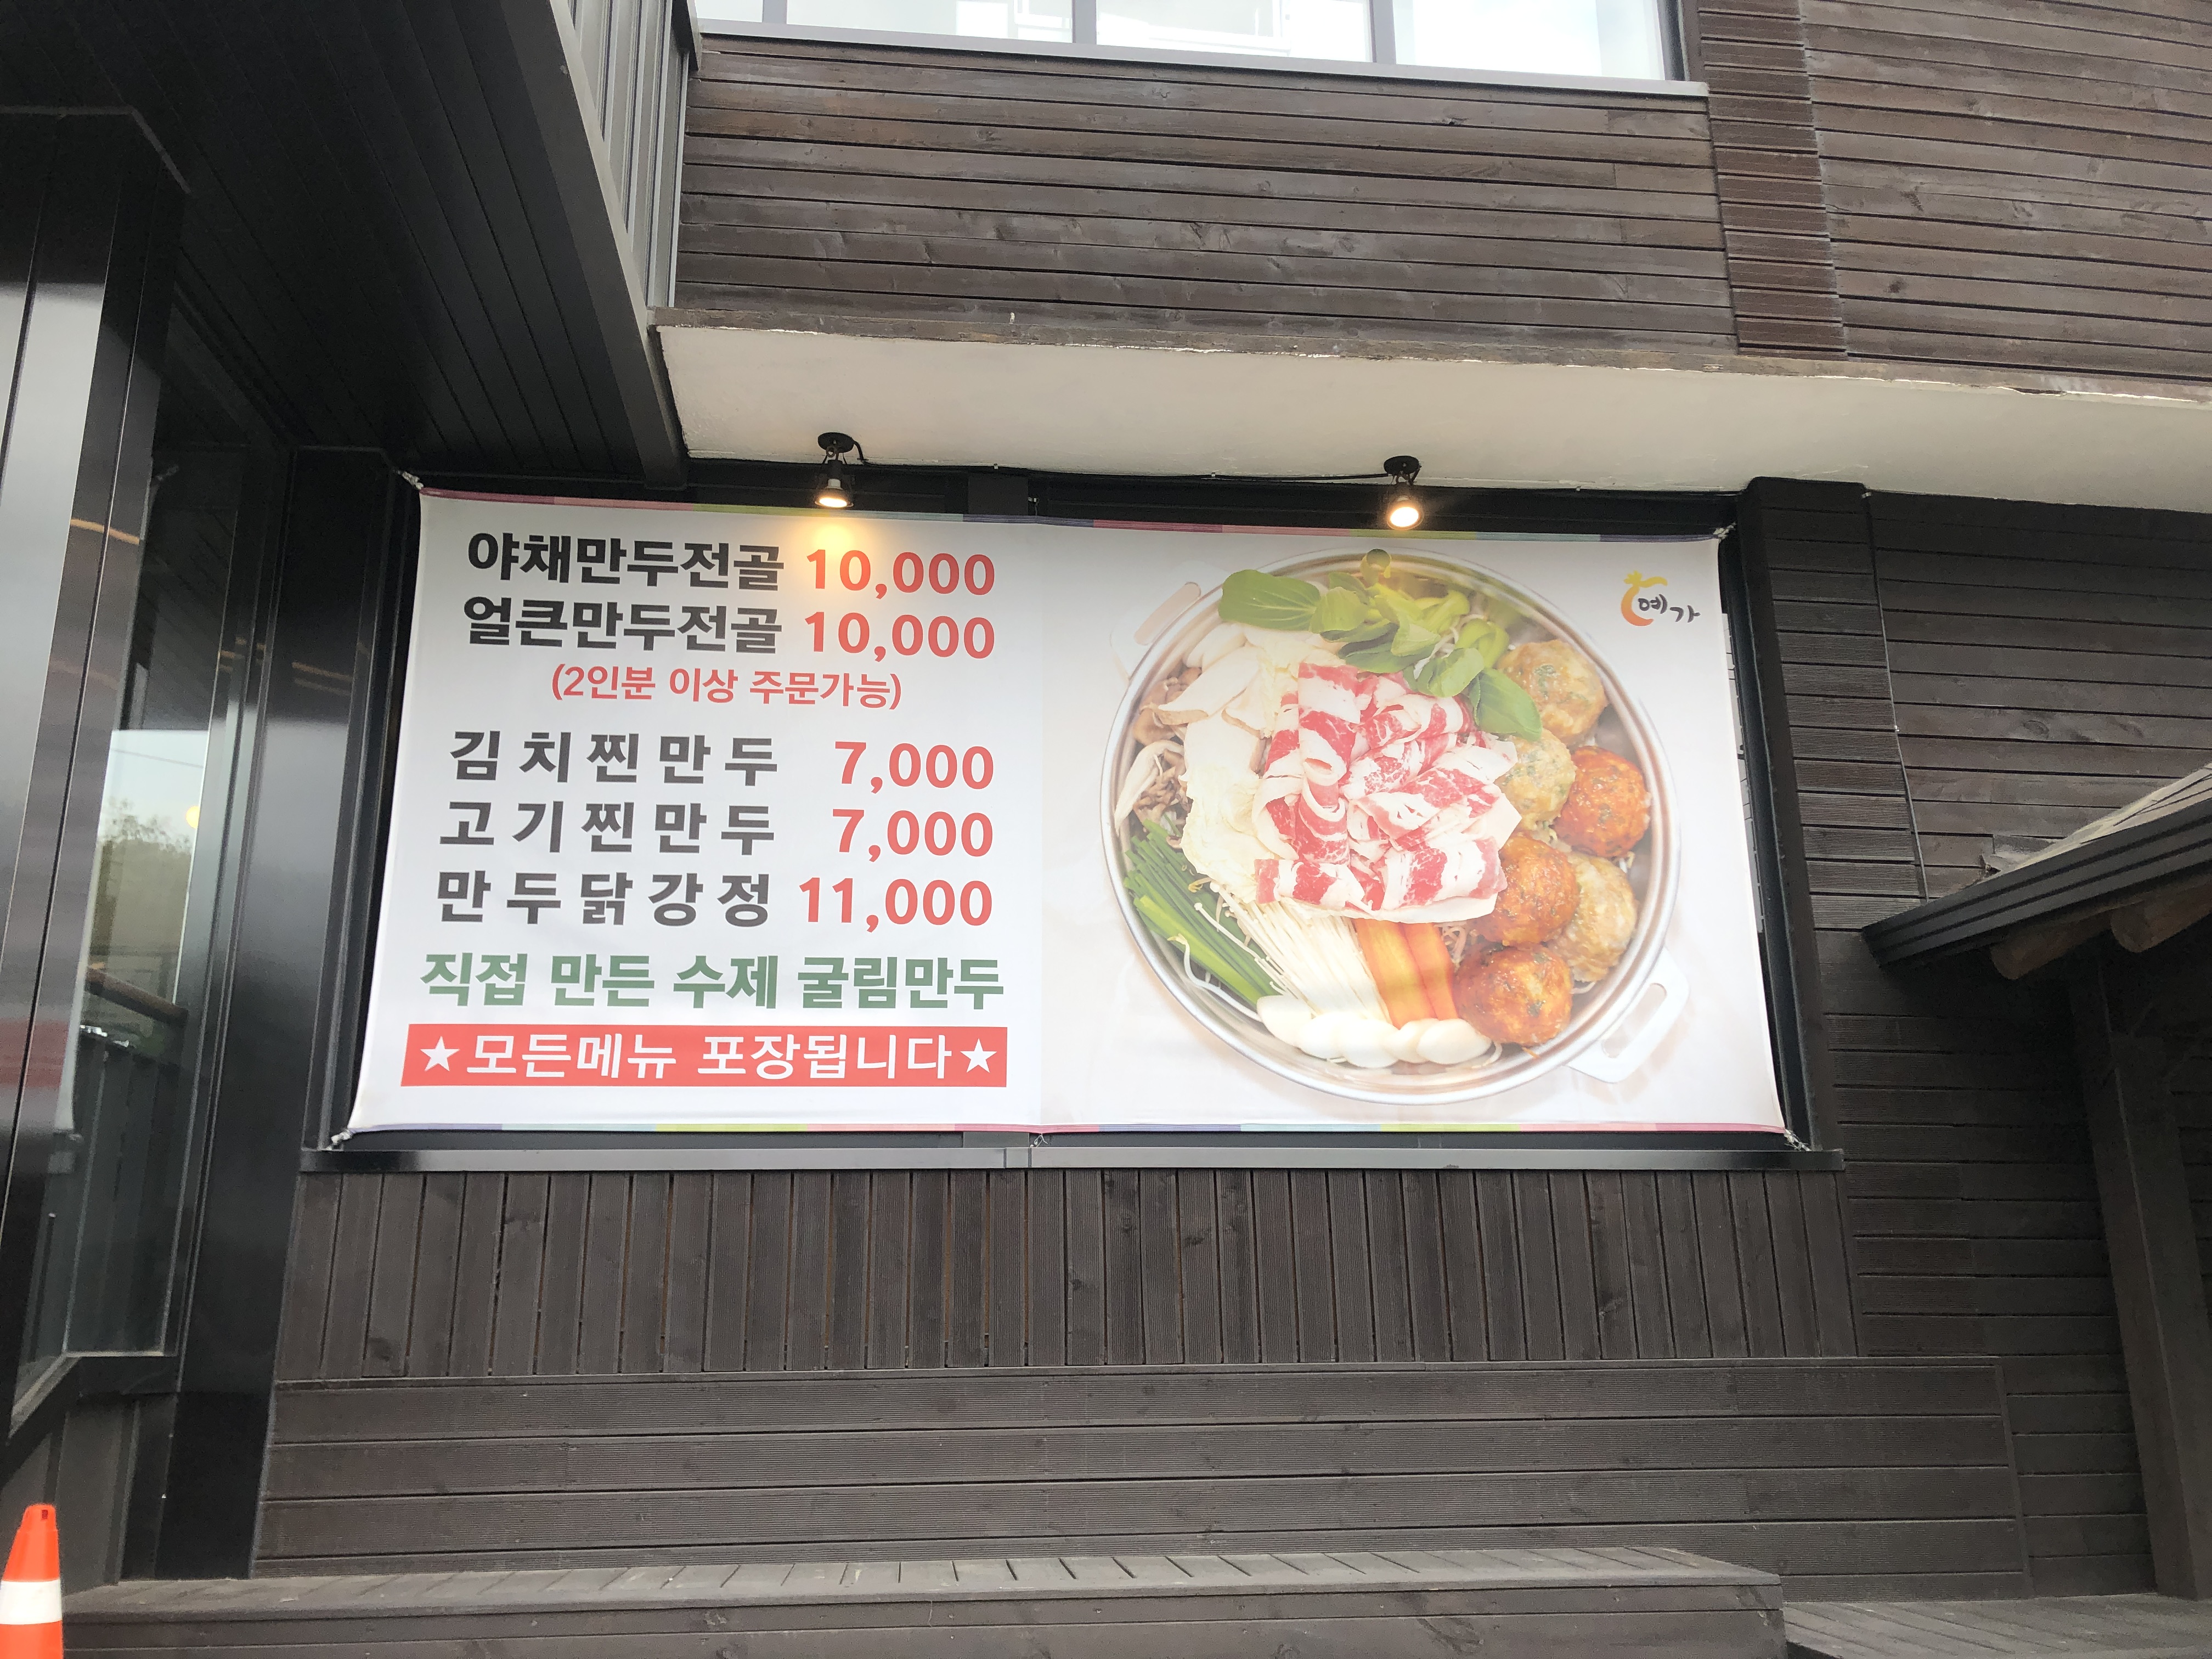 야채만두전골 10,000
얼큰만두전골 10,000
(2인분 이상 주문가능)
김치찐만두 7,000
고기찐만두 7,000
만두닭강정 11,000
직접 만든 수제 굴림만두
★모든메뉴 포장됩니다★
예가